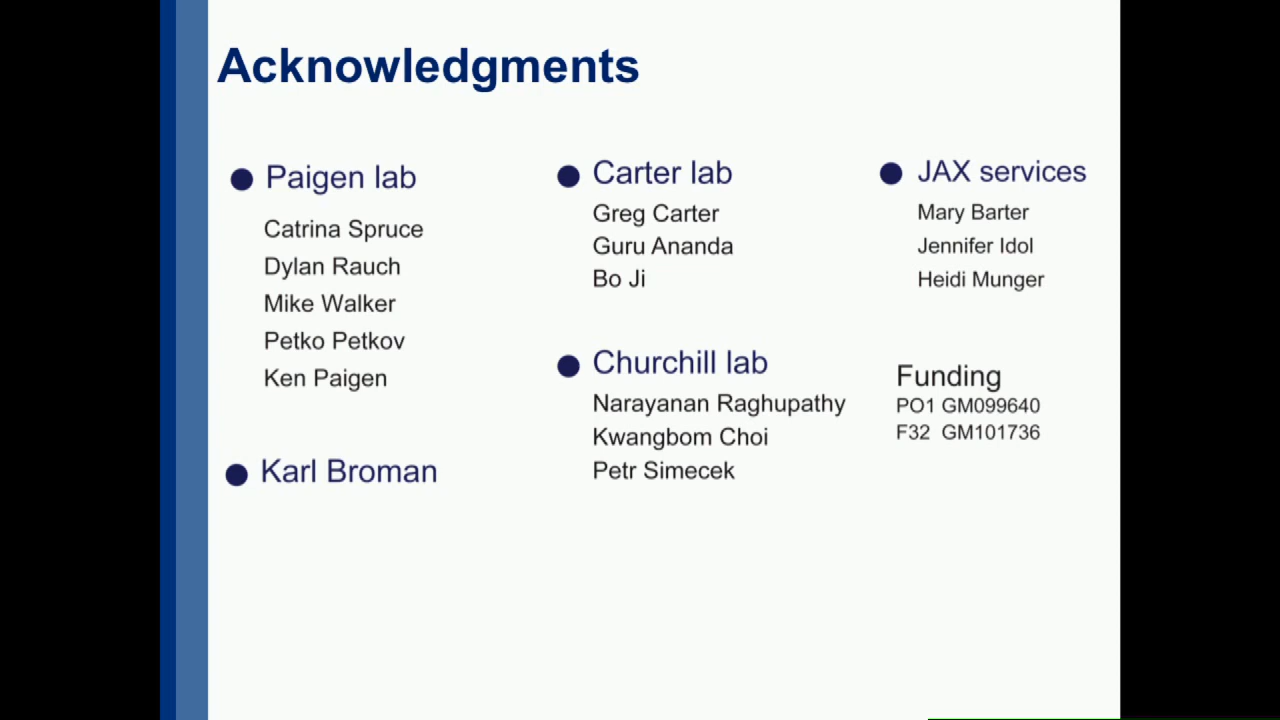 Acknowledgments
Paigen lab
Catrina Spruce
Dylan Rauch
Mike Walker
Petko Petkov
Ken Paigen
Karl Broman
Carter lab
Greg Carter
Guru Ananda
Bo Ji
Churchill lab
Narayanan Raghupathy
Kwangbom Choi
Petr Simecek
JAX services
Mary Barter
Jennifer Idol
Heidi Munger
Funding
PO1 GM099640
F32 GM101736